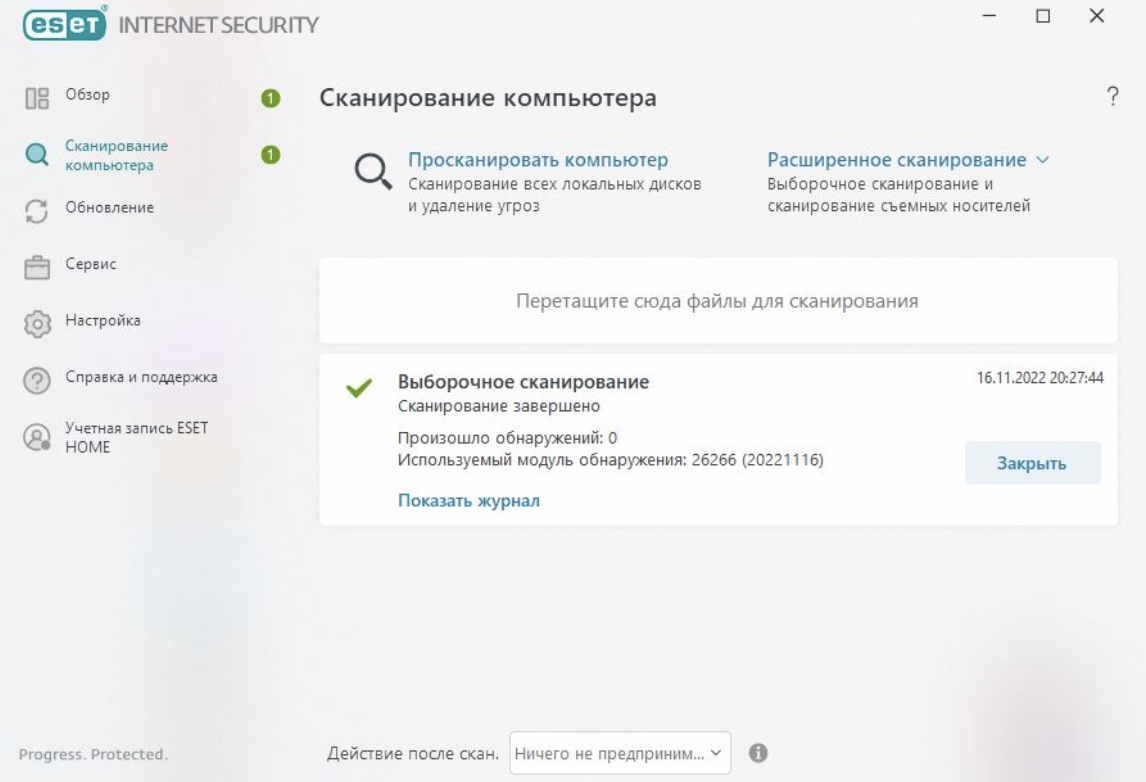 eset INTERNET SECURITY
Обзор
1
Сканирование
компьютера
1
Обновление
Сервис
Настройка
Справка и поддержка
Учетная запись ESET
HOME
Progress. Protected.
Сканирование компьютера
?
Просканировать компьютер
Сканирование всех локальных дисков
и удаление угроз
Расширенное сканирование
Выборочное сканирование и
сканирование съемных носителей
Перетащите сюда файлы для сканирования
Выборочное сканирование
16.11.2022 20:27:44
Сканирование завершено
Произошло обнаружений: 0
Используемый модуль обнаружения: 26266 (20221116)
Закрыть
Показать журнал
Действие после скан. Ничего не предприним...